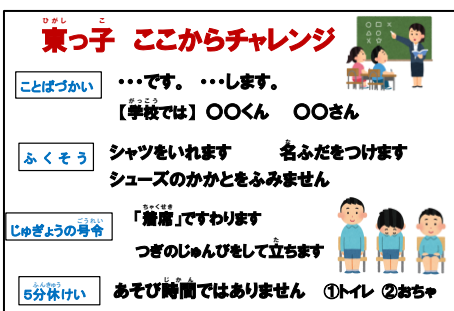 東っ子 ここからチャレンジ
ことばづかい
・・・です。 ・・・します。
【学校では】 〇〇くん 〇〇さん
ふくそう
シャツをいれます 名ふだをつけます
シューズのかかとをふみません
じゅぎょうの号令
「着席」ですわります
つぎのじゅんびをして立ちます
5分休けい
あそび時間ではありません ①トイレ ②おちゃ